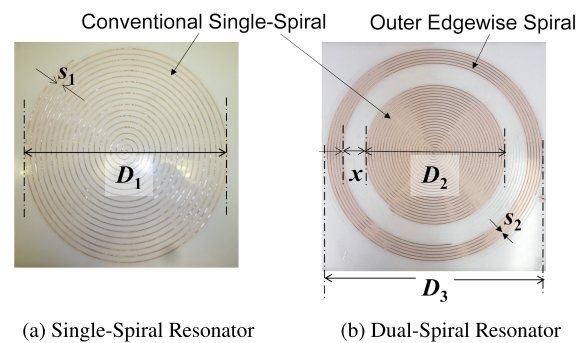 Conventional Single-Spiral
Outer Edgewise Spiral
s1
D1
x
D2
s2
D3
(a) Single-Spiral Resonator
(b) Dual-Spiral Resonator